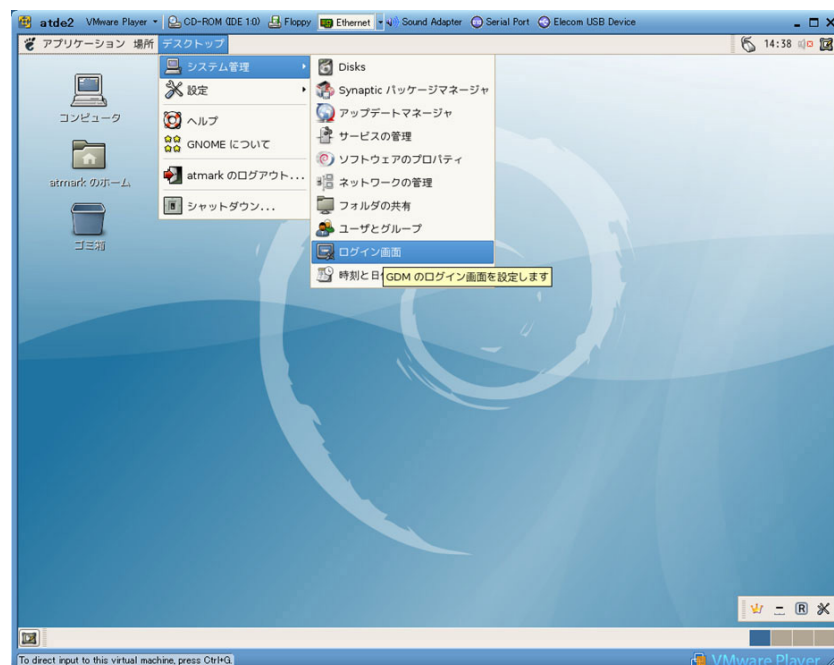 atde2 VMware Player CD-ROM (IDE 1:0) Floppy Ethernet Sound Adapter Serial Port Elecom USB Device
アプリケーション 場所 デスクトップ 14:38
システム管理
設定
ヘルプ
GNOME について
atmark のログアウト...
シャットダウン...
Disks
Synaptic パッケージマネージャ
アップデートマネージャ
サービスの管理
ソフトウェアのプロパティ
ネットワークの管理
フォルダの共有
ユーザとグループ
ログイン画面
時刻と日
GDM のログイン画面を設定します
コンピュータ
atmark のホーム
ゴミ箱
R
To direct input to this virtual machine, press Ctrl+G.
VMware Player